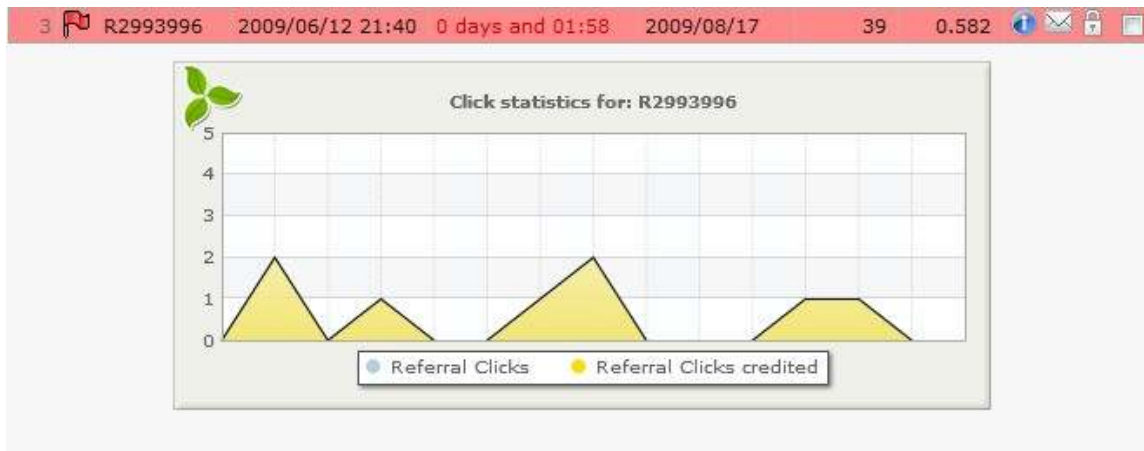 3 R2993996 2009/06/12 21:40 0 days and 01:58 2009/08/17 39 0.582
Click statistics for: R2993996
5
4
3
2
1
0
Referral Clicks Referral Clicks credited